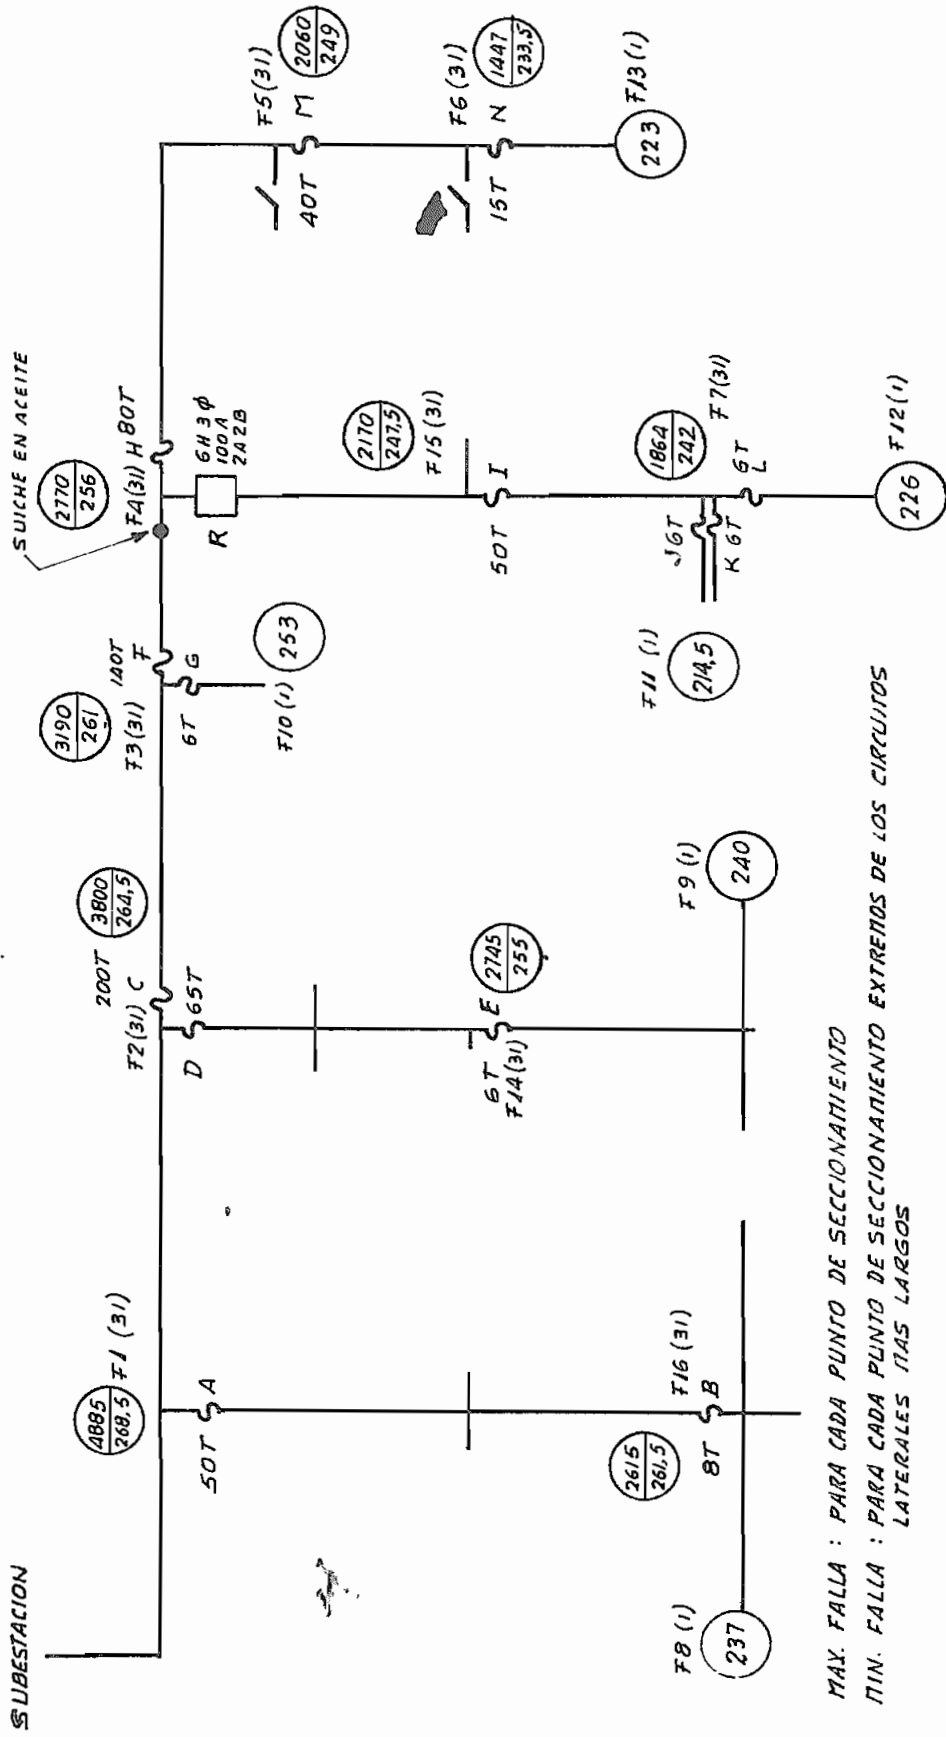 SUBESTACION
SUICHE EN ACEITE
4885
268,5
F1 (31)
50T
A
2615
261,5
F16 (31)
8T
B
F8 (1)
237
F2 (31)
200T
C
3800
264,5
D
65T
2745
255
6T
E
F14 (31)
F9 (1)
240
3190
261
F3 (31)
140T
F
6T
G
F10 (1)
253
2770
256
F4 (31)
H 80T
R
6H 3Φ
100A
2A2B
2170
247,5
F15 (31)
50T
I
1864
242
F7 (31)
J 6T
K 6T
6T
L
F11 (1)
214,5
F12 (1)
226
F5 (31)
2060
249
40T
M
F6 (31)
1447
233,5
15T
N
F13 (1)
223
MAX. FALLA : PARA CADA PUNTO DE SECCIONAMIENTO
MIN. FALLA : PARA CADA PUNTO DE SECCIONAMIENTO EXTREMOS DE LOS CIRCUITOS
LATERALES MAS LARGOS